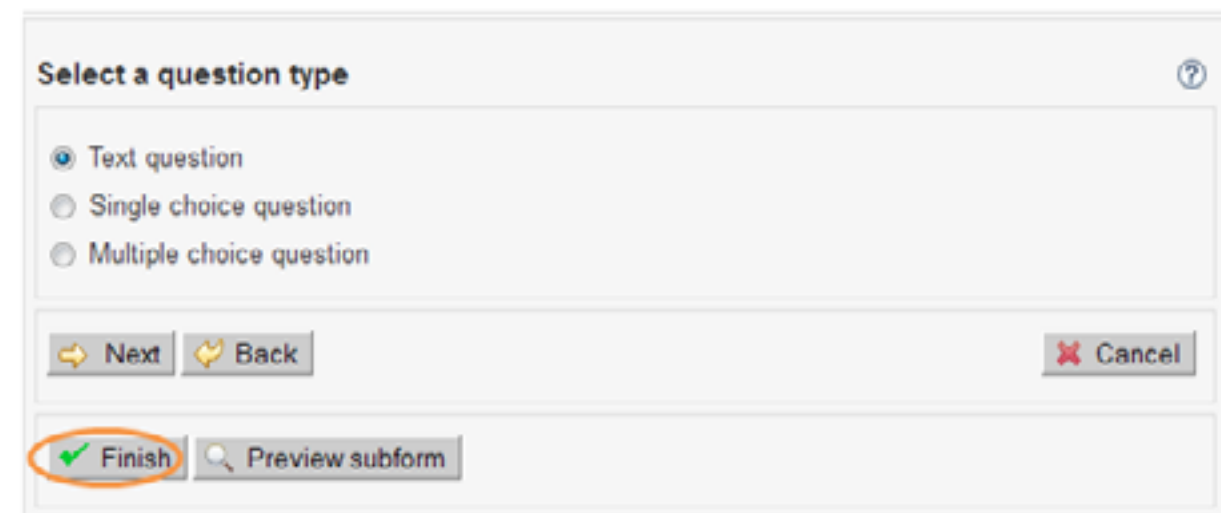 Select a question type ?
Text question
Single choice question
Multiple choice question
Next Back Cancel
Finish Preview subform